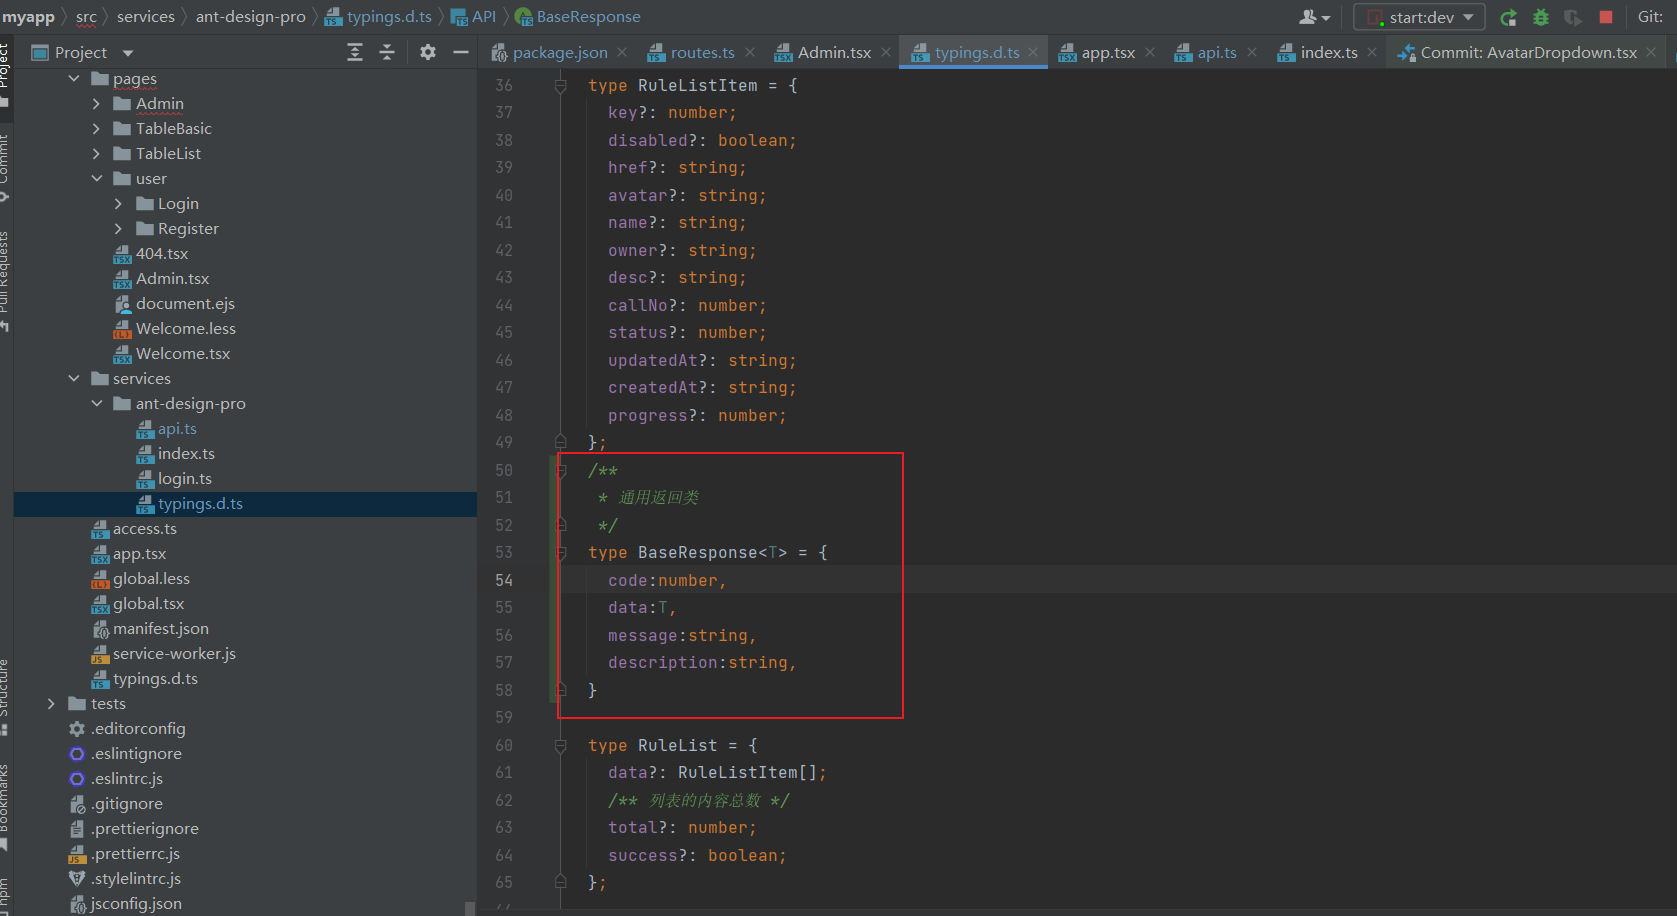 myapp src services ant-design-pro typings.d.ts API BaseResponse start:dev Git:
Project package.json routes.ts Admin.tsx typings.d.ts app.tsx api.ts index.ts Commit: AvatarDropdown.tsx
Project
Commit
Pull Requests
Structure
Bookmarks
npm
pages
Admin
TableBasic
TableList
user
Login
Register
404.tsx
Admin.tsx
document.ejs
Welcome.less
Welcome.tsx
services
ant-design-pro
api.ts
index.ts
login.ts
typings.d.ts
access.ts
app.tsx
global.less
global.tsx
manifest.json
service-worker.js
typings.d.ts
tests
.editorconfig
.eslintignore
.eslintrc.js
.gitignore
.prettierignore
.prettierrc.js
.stylelintrc.js
jsconfig.json
36 type RuleListItem = {
37 key?: number;
38 disabled?: boolean;
39 href?: string;
40 avatar?: string;
41 name?: string;
42 owner?: string;
43 desc?: string;
44 callNo?: number;
45 status?: number;
46 updatedAt?: string;
47 createdAt?: string;
48 progress?: number;
49 };
50 /**
51 * 通用返回类
52 */
53 type BaseResponse<T> = {
54 code:number,
55 data:T,
56 message:string,
57 description:string,
58 }
59
60 type RuleList = {
61 data?: RuleListItem[];
62 /** 列表的内容总数 */
63 total?: number;
64 success?: boolean;
65 };